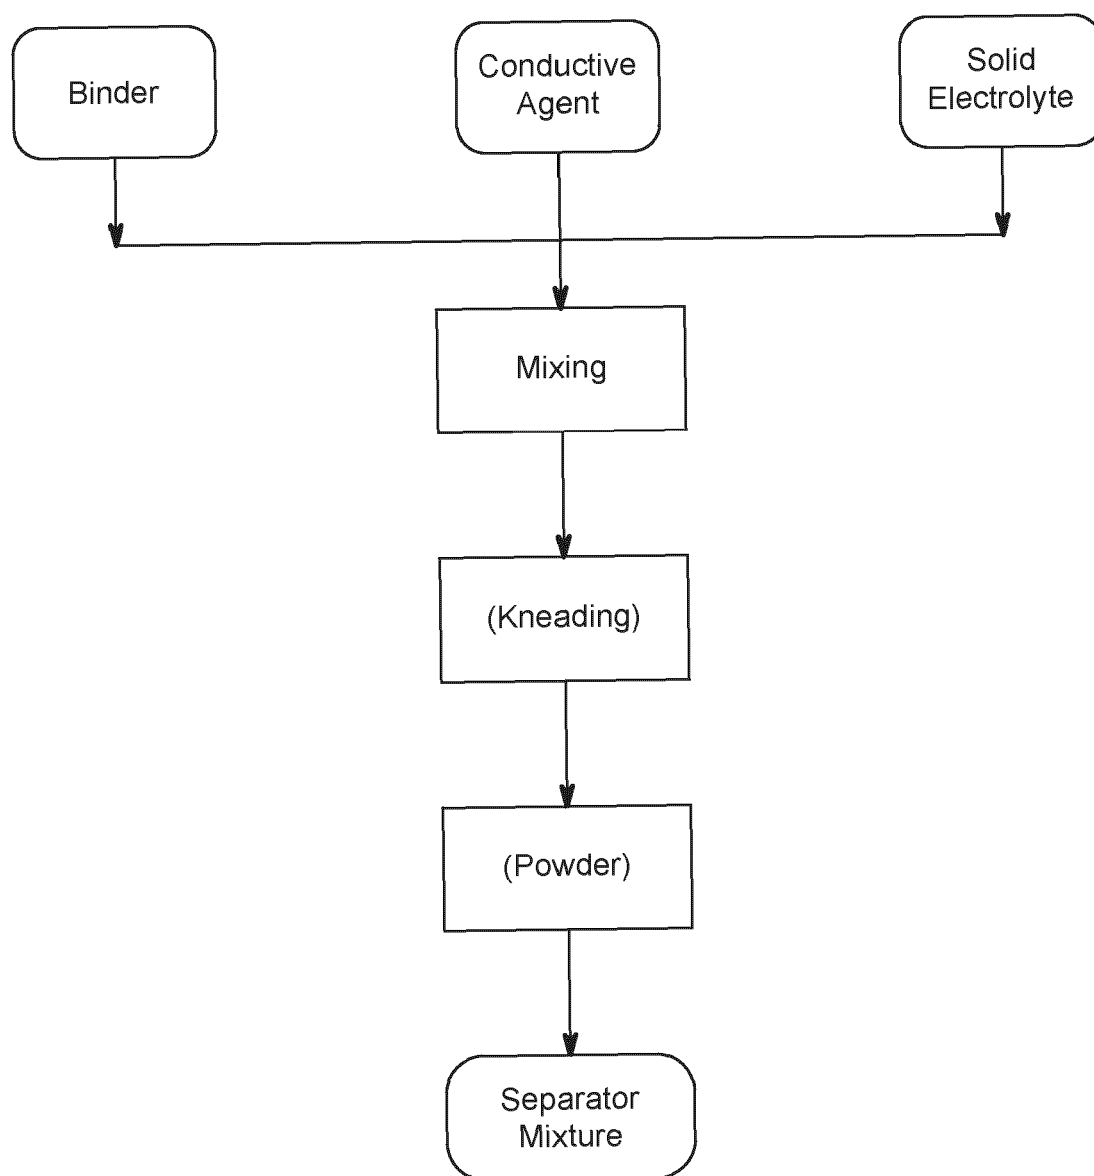 Binder
Conductive
Agent
Solid
Electrolyte
Mixing
(Kneading)
(Powder)
Separator
Mixture